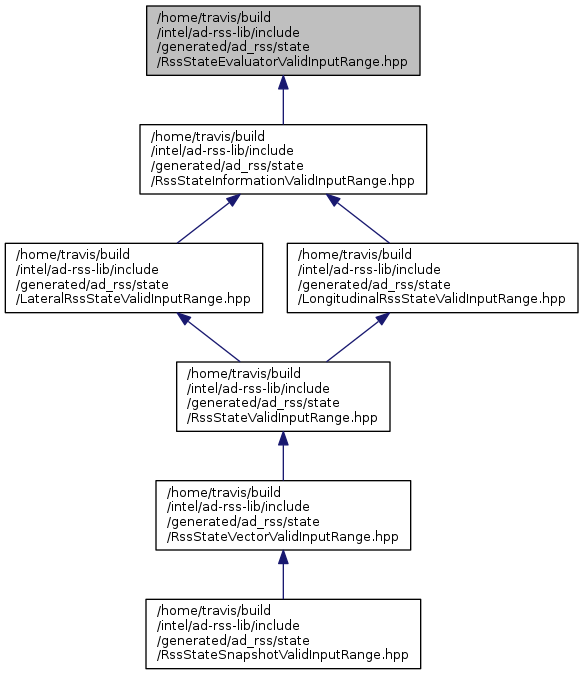 /home/travis/build
/intel/ad-rss-lib/include
/generated/ad_rss/state
/RssStateEvaluatorValidInputRange.hpp
/home/travis/build
/intel/ad-rss-lib/include
/generated/ad_rss/state
/RssStateInformationValidInputRange.hpp
/home/travis/build
/intel/ad-rss-lib/include
/generated/ad_rss/state
/LateralRssStateValidInputRange.hpp
/home/travis/build
/intel/ad-rss-lib/include
/generated/ad_rss/state
/LongitudinalRssStateValidInputRange.hpp
/home/travis/build
/intel/ad-rss-lib/include
/generated/ad_rss/state
/RssStateValidInputRange.hpp
/home/travis/build
/intel/ad-rss-lib/include
/generated/ad_rss/state
/RssStateVectorValidInputRange.hpp
/home/travis/build
/intel/ad-rss-lib/include
/generated/ad_rss/state
/RssStateSnapshotValidInputRange.hpp